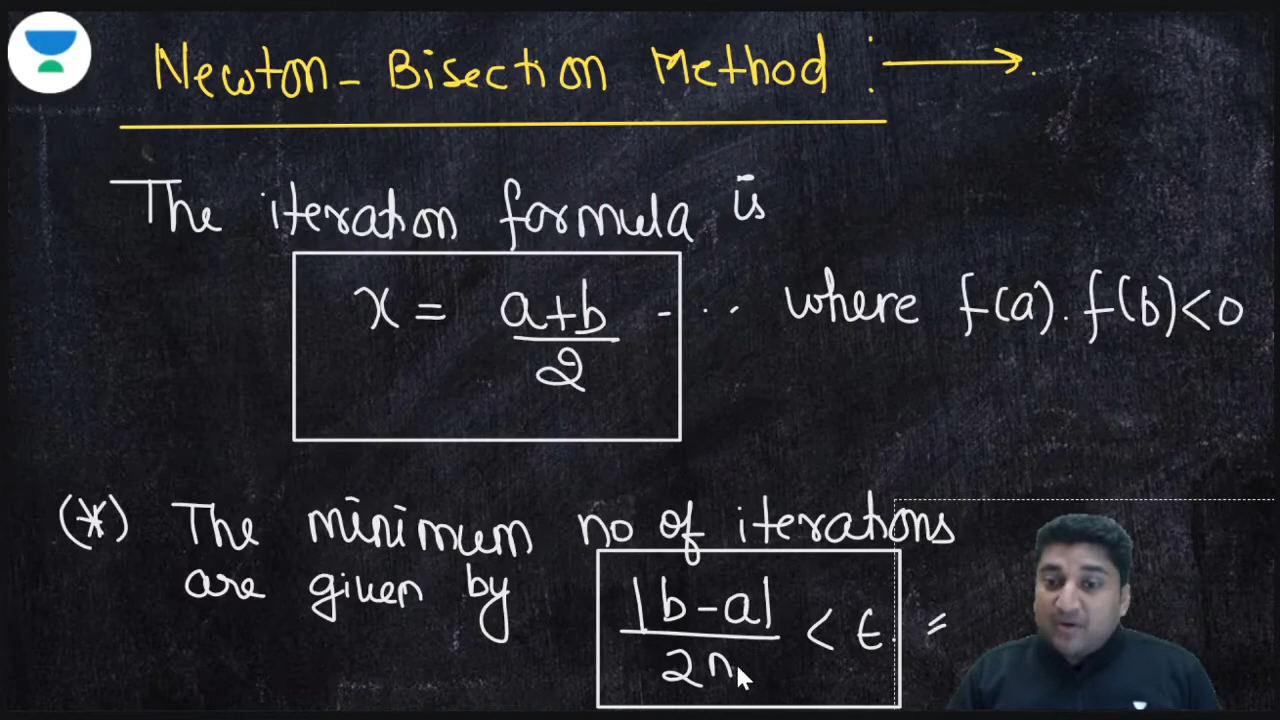 Newton-Bisection Method : →
The iteration formula is
x = a+b/2 --·· where f(a). f(b)<0
(*) The minimum no of iterations
are given by |b-a|/2n < ε =